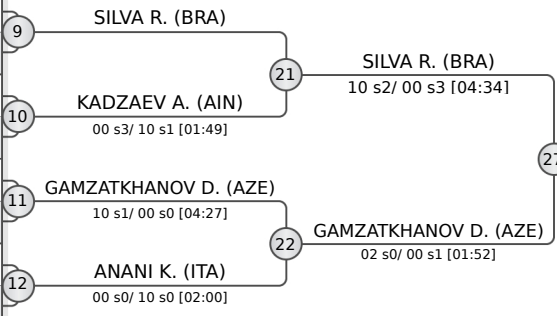 SILVA R. (BRA)
9
21
SILVA R. (BRA)
10 s2/ 00 s3 [04:34]
KADZAEV A. (AIN)
10
00 s3/ 10 s1 [01:49]
27
GAMZATKHANOV D. (AZE)
11
10 s1/ 00 s0 [04:27]
22
GAMZATKHANOV D. (AZE)
02 s0/ 00 s1 [01:52]
ANANI K. (ITA)
12
00 s0/ 10 s0 [02:00]